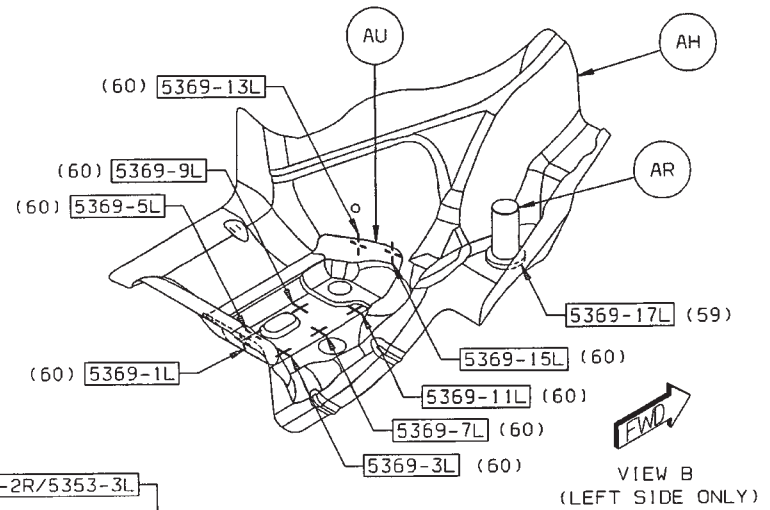 AU
AH
(60) 5369-13L
(60) 5369-9L
AR
(60) 5369-5L
5369-17L (59)
5369-15L (60)
(60) 5369-1L
5369-11L (60)
5369-7L (60)
FWD
5369-3L (60)
VIEW B
(LEFT SIDE ONLY)
-2R/5353-3L